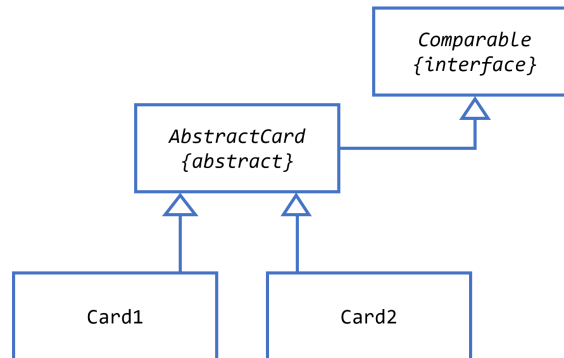 Comparable
{interface}
AbstractCard
{abstract}
Card1
Card2